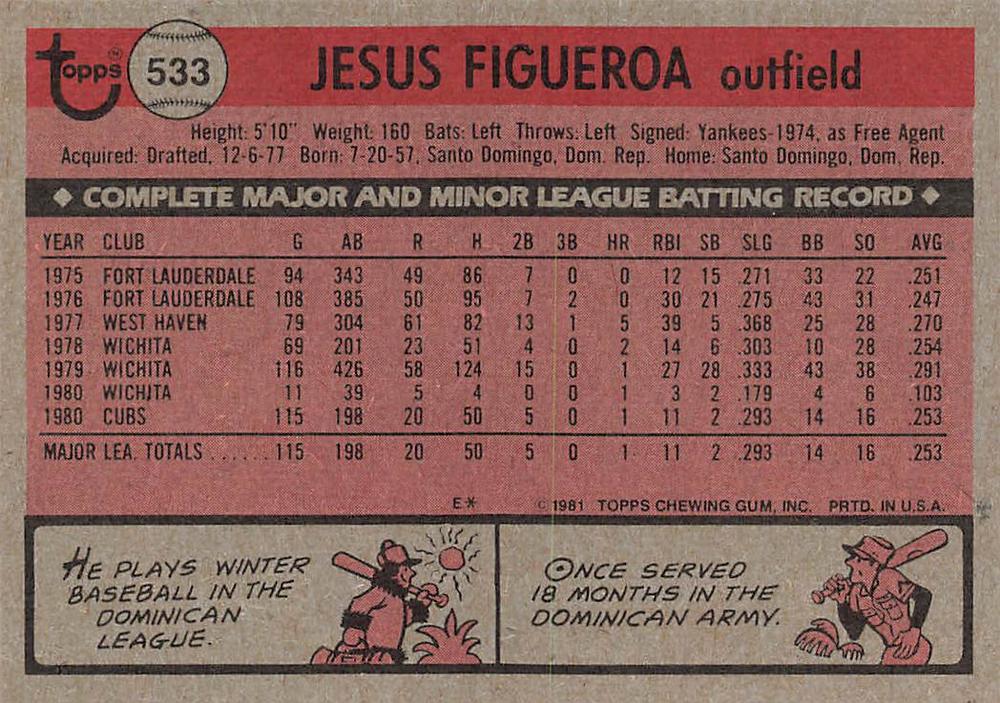 topps 533 JESUS FIGUEROA outfield
Height: 5'10" Weight: 160 Bats: Left Throws: Left Signed: Yankees-1974, as Free Agent
Acquired: Drafted, 12-6-77 Born: 7-20-57, Santo Domingo, Dom. Rep. Home: Santo Domingo, Dom. Rep.
◆ COMPLETE MAJOR AND MINOR LEAGUE BATTING RECORD ◆
YEAR CLUB G AB R H 2B 3B HR RBI SB SLG BB SO AVG
1975 FORT LAUDERDALE 94 343 49 86 7 0 0 12 15 .271 33 22 .251
1976 FORT LAUDERDALE 108 385 50 95 7 2 0 30 21 .275 43 31 .247
1977 WEST HAVEN 79 304 61 82 13 1 5 39 5 .368 25 28 .270
1978 WICHITA 69 201 23 51 4 0 2 14 6 .303 10 28 .254
1979 WICHITA 116 426 58 124 15 0 1 27 28 .333 43 38 .291
1980 WICHITA 11 39 5 4 0 0 1 3 2 .179 4 6 .103
1980 CUBS 115 198 20 50 5 0 1 11 2 .293 14 16 .253
MAJOR LEA. TOTALS ...... 115 198 20 50 5 0 1 11 2 .293 14 16 .253
E* © 1981 TOPPS CHEWING GUM, INC. PRTD. IN U.S.A.
HE PLAYS WINTER
BASEBALL IN THE
DOMINICAN
LEAGUE.
ONCE SERVED
18 MONTHS IN THE
DOMINICAN ARMY.